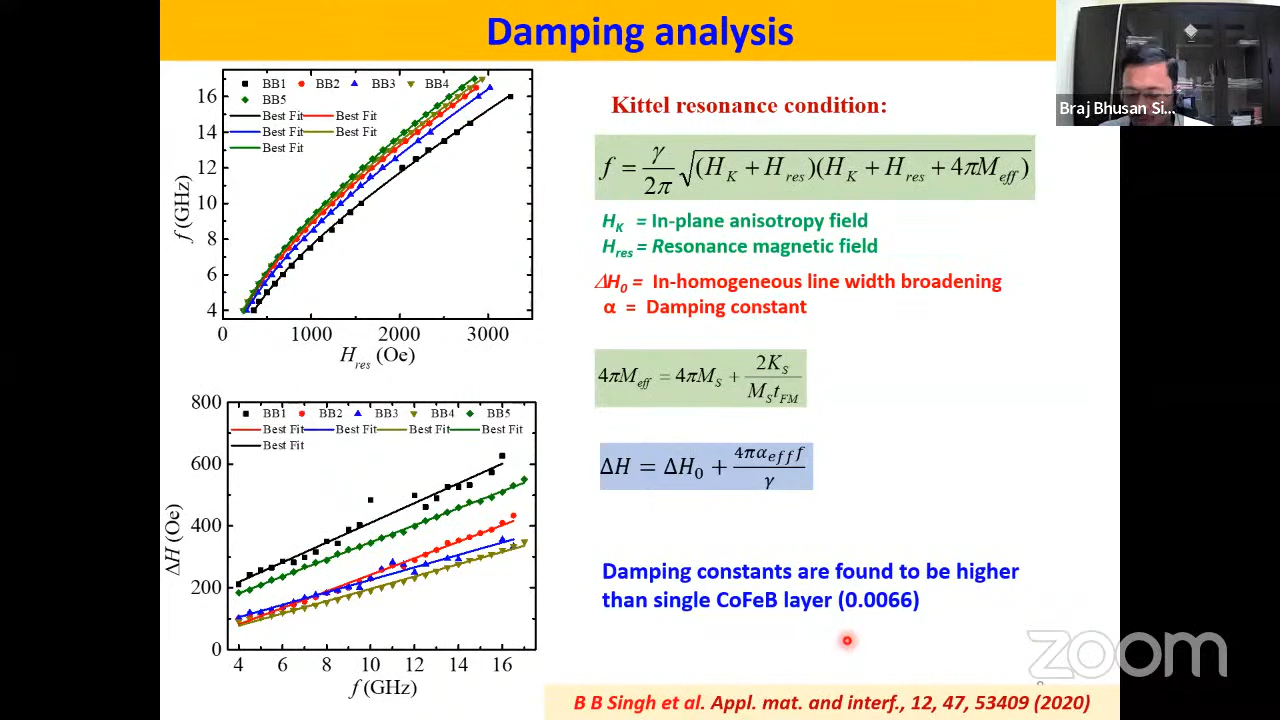 Damping analysis
Braj Bhusan Si...
BB1 BB2 BB3 BB4
BB5
Best Fit Best Fit
Best Fit Best Fit
Best Fit
16
14
12
10
8
6
4
f (GHz)
0 1000 2000 3000
H_res (Oe)
Kittel resonance condition:
f = γ/2π √(H_K + H_res)(H_K + H_res + 4πM_eff)
H_K = In-plane anisotropy field
H_res = Resonance magnetic field
ΔH_0 = In-homogeneous line width broadening
α = Damping constant
4πM_eff = 4πM_S + 2K_S/M_S t_FM
ΔH = ΔH_0 + 4πα_eff f/γ
800
600
400
200
0
ΔH (Oe)
BB1 BB2 BB3 BB4 BB5
Best Fit Best Fit Best Fit Best Fit
Best Fit
4 6 8 10 12 14 16
f (GHz)
Damping constants are found to be higher
than single CoFeB layer (0.0066)
zoom
B B Singh et al. Appl. mat. and interf., 12, 47, 53409 (2020)